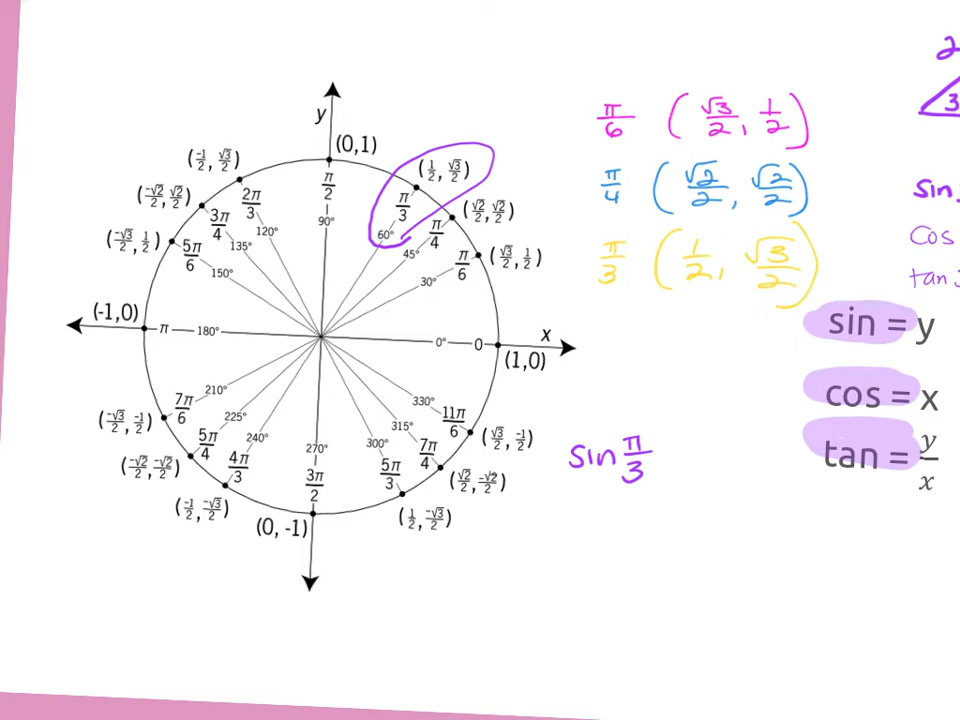 y
(0,1)
(-1/2, √3/2)
π/2
90°
(1/2, √3/2)
π/3
60°
(-√2/2, √2/2)
2π/3
120°
(√2/2, √2/2)
π/4
45°
3π/4
135°
(-√3/2, 1/2)
5π/6
150°
(√3/2, 1/2)
π/6
30°
(-1,0)
π
180°
0°
0
x
(1,0)
210°
7π/6
(-√3/2, -1/2)
225°
5π/4
(-√2/2, -√2/2)
240°
4π/3
(-1/2, -√3/2)
270°
3π/2
(0, -1)
300°
5π/3
(1/2, -√3/2)
315°
7π/4
(√2/2, -√2/2)
330°
11π/6
(√3/2, -1/2)
π/6 (√3/2, 1/2)
π/4 (√2/2, √2/2)
π/3 (1/2, √3/2)
sin π/3
2
3
sin
cos
tan
sin = y
cos = x
tan = y/x